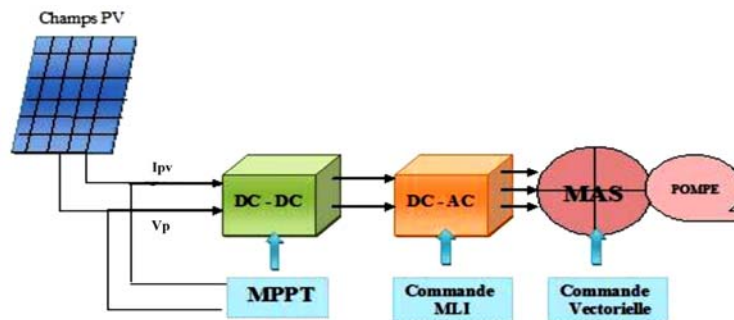 Champs PV
Ipv
Vp
DC - DC
DC - AC
MAS
POMPE
MPPT
Commande
MLI
Commande
Vectorielle